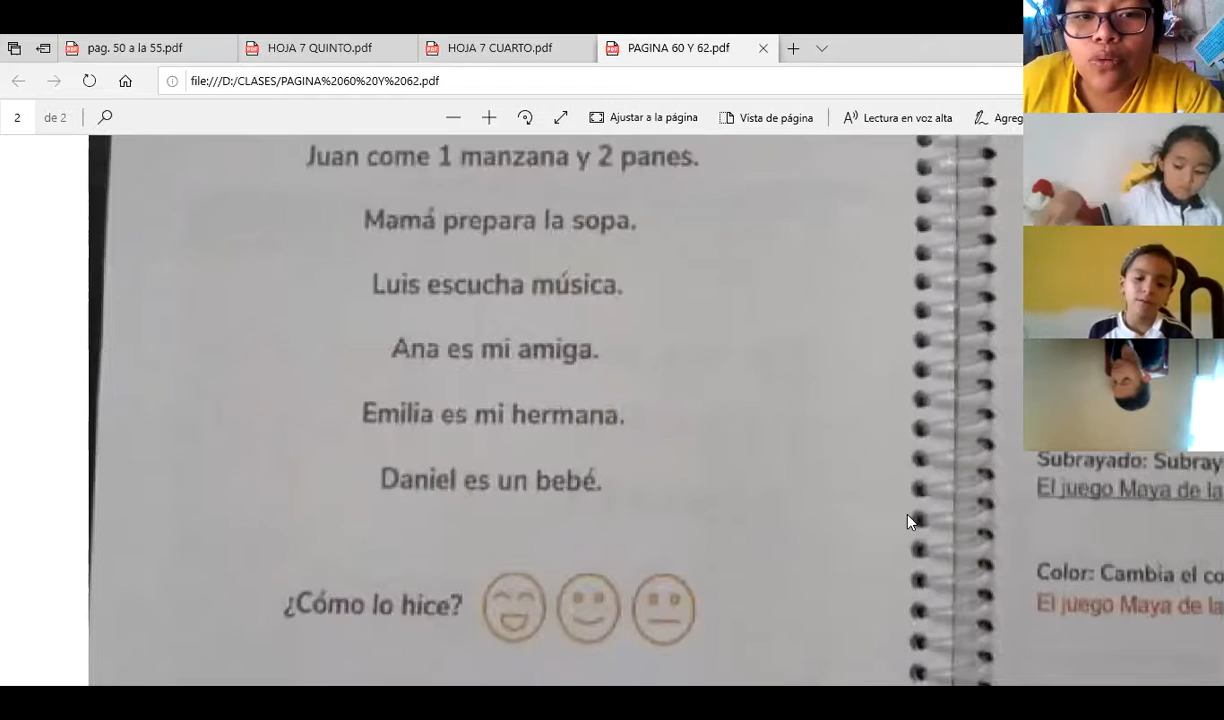 pag. 50 a la 55.pdf
HOJA 7 QUINTO.pdf
HOJA 7 CUARTO.pdf
PAGINA 60 Y 62.pdf
file:///D:/CLASES/PAGINA%2060%20Y%2062.pdf
2 de 2
Ajustar a la página
Vista de página
Lectura en voz alta
Agreg
Juan come 1 manzana y 2 panes.
Mamá prepara la sopa.
Luis escucha música.
Ana es mi amiga.
Emilia es mi hermana.
Daniel es un bebé.
¿Cómo lo hice?
Subrayado: Subray
El juego Maya de la
Color: Cambia el co
El juego Maya de la